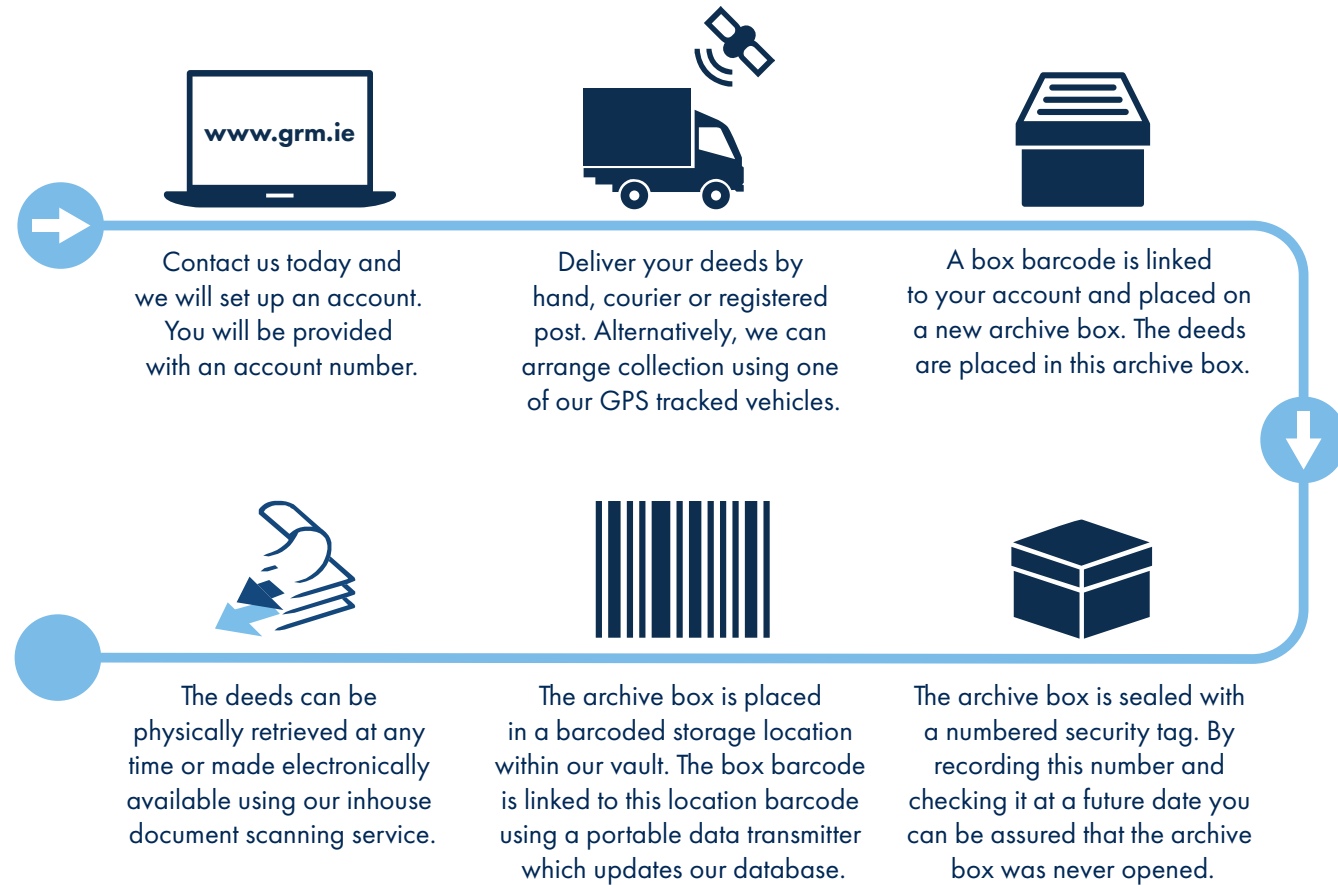 www.grm.ie
Contact us today and
we will set up an account.
You will be provided
with an account number.
Deliver your deeds by
hand, courier or registered
post. Alternatively, we can
arrange collection using one
of our GPS tracked vehicles.
A box barcode is linked
to your account and placed on
a new archive box. The deeds
are placed in this archive box.
The archive box is sealed with
a numbered security tag. By
recording this number and
checking it at a future date you
can be assured that the archive
box was never opened.
The archive box is placed
in a barcoded storage location
within our vault. The box barcode
is linked to this location barcode
using a portable data transmitter
which updates our database.
The deeds can be
physically retrieved at any
time or made electronically
available using our inhouse
document scanning service.